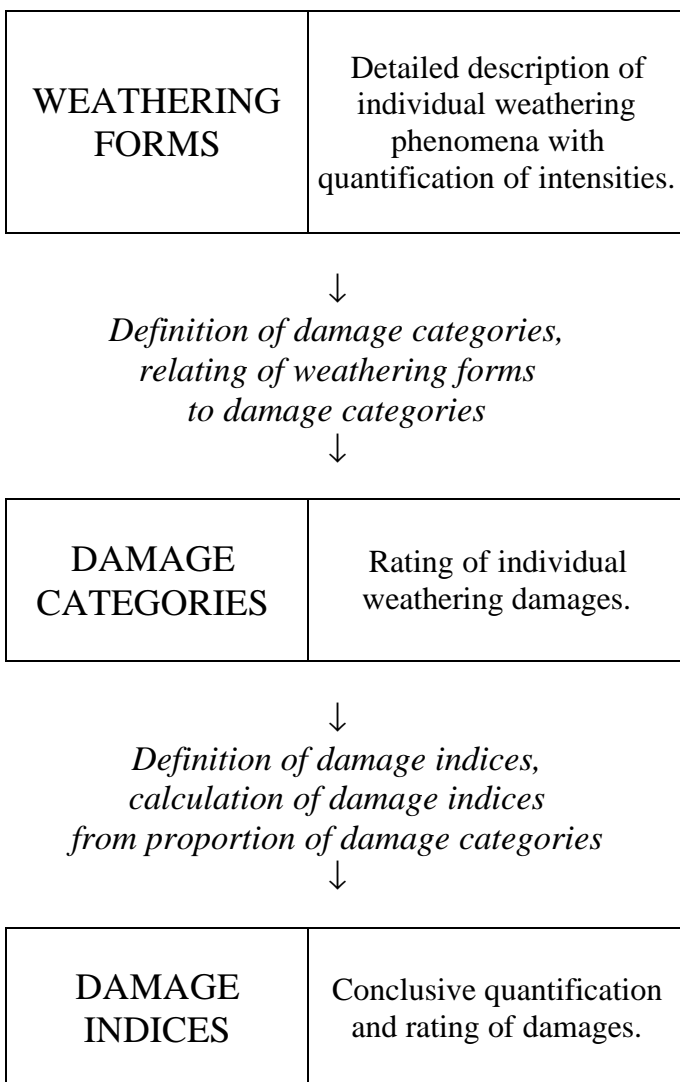 WEATHERING
FORMS
Detailed description of
individual weathering
phenomena with
quantification of intensities.
↓
Definition of damage categories,
relating of weathering forms
to damage categories
↓
DAMAGE
CATEGORIES
Rating of individual
weathering damages.
↓
Definition of damage indices,
calculation of damage indices
from proportion of damage categories
↓
DAMAGE
INDICES
Conclusive quantification
and rating of damages.